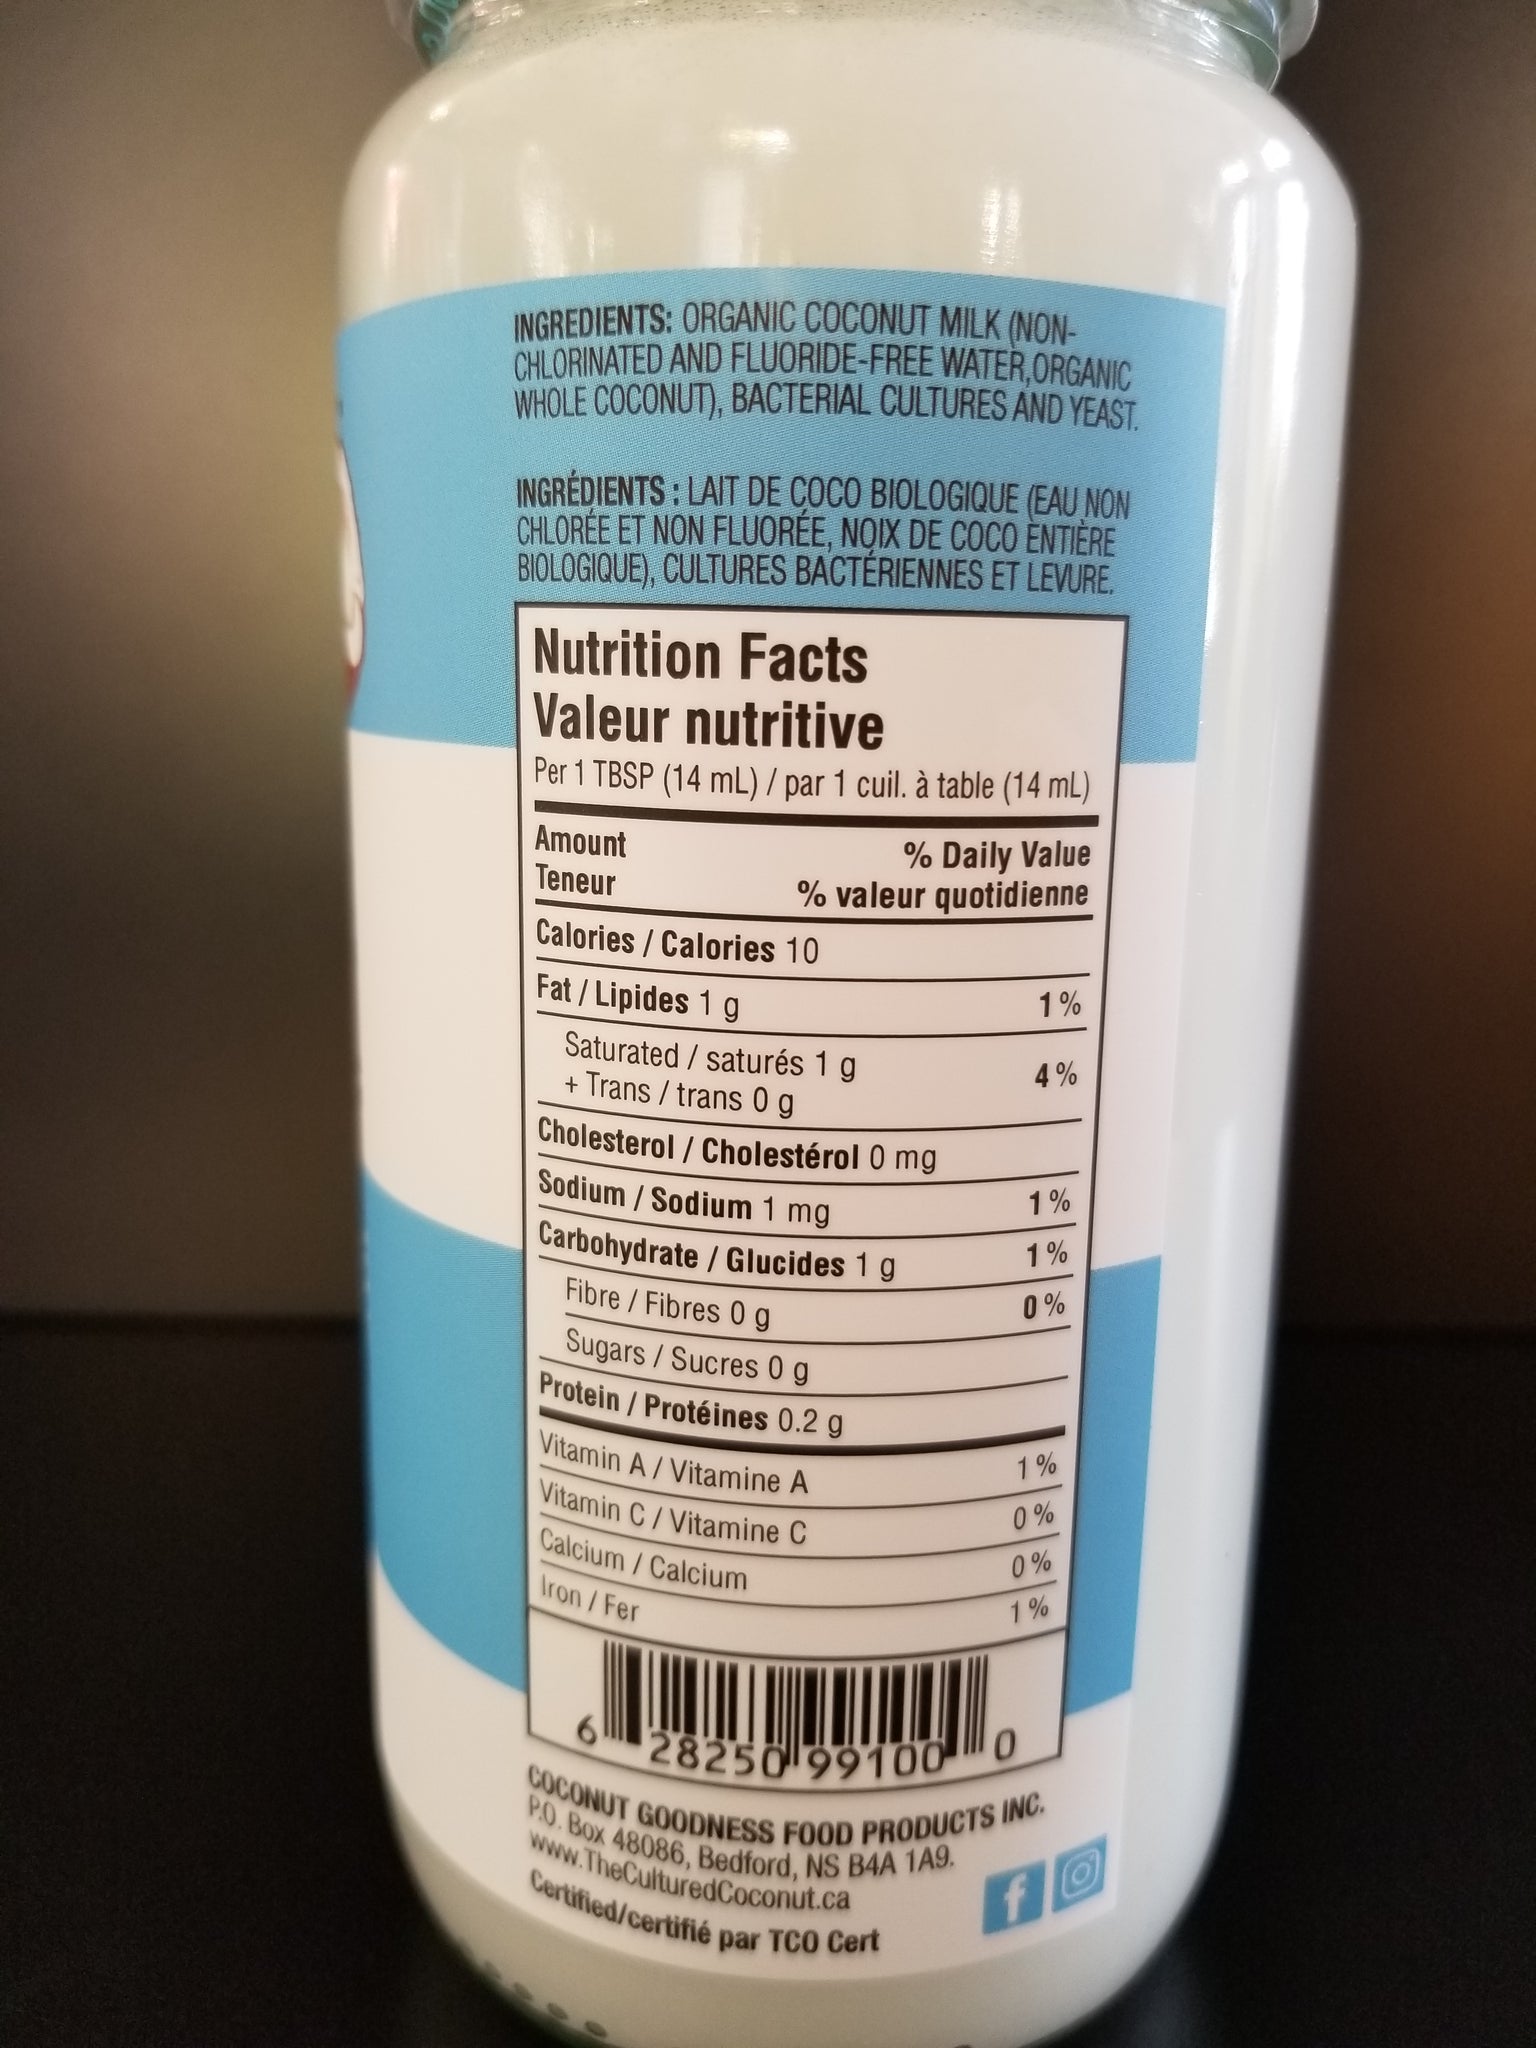 INGREDIENTS: ORGANIC COCONUT MILK (NON-
CHLORINATED AND FLUORIDE-FREE WATER,ORGANIC
WHOLE COCONUT), BACTERIAL CULTURES AND YEAST.
INGRÉDIENTS : LAIT DE COCO BIOLOGIQUE (EAU NON
CHLORÉE ET NON FLUORÉE, NOIX DE COCO ENTIÈRE
BIOLOGIQUE), CULTURES BACTÉRIENNES ET LEVURE.
Nutrition Facts
Valeur nutritive
Per 1 TBSP (14 mL) / par 1 cuil. à table (14 mL)
Amount % Daily Value
Teneur % valeur quotidienne
Calories / Calories 10
Fat / Lipides 1 g 1 %
Saturated / saturés 1 g 4 %
+ Trans / trans 0 g
Cholesterol / Cholestérol 0 mg
Sodium / Sodium 1 mg 1 %
Carbohydrate / Glucides 1 g 1 %
Fibre / Fibres 0 g 0 %
Sugars / Sucres 0 g
Protein / Protéines 0.2 g
Vitamin A / Vitamine A 1 %
Vitamin C / Vitamine C 0 %
Calcium / Calcium 0 %
Iron / Fer 1 %
6 28250 99100 0
COCONUT GOODNESS FOOD PRODUCTS INC.
P.O. Box 48086, Bedford, NS B4A 1A9.
www.TheCulturedCoconut.ca
Certified/certifié par TCO Cert